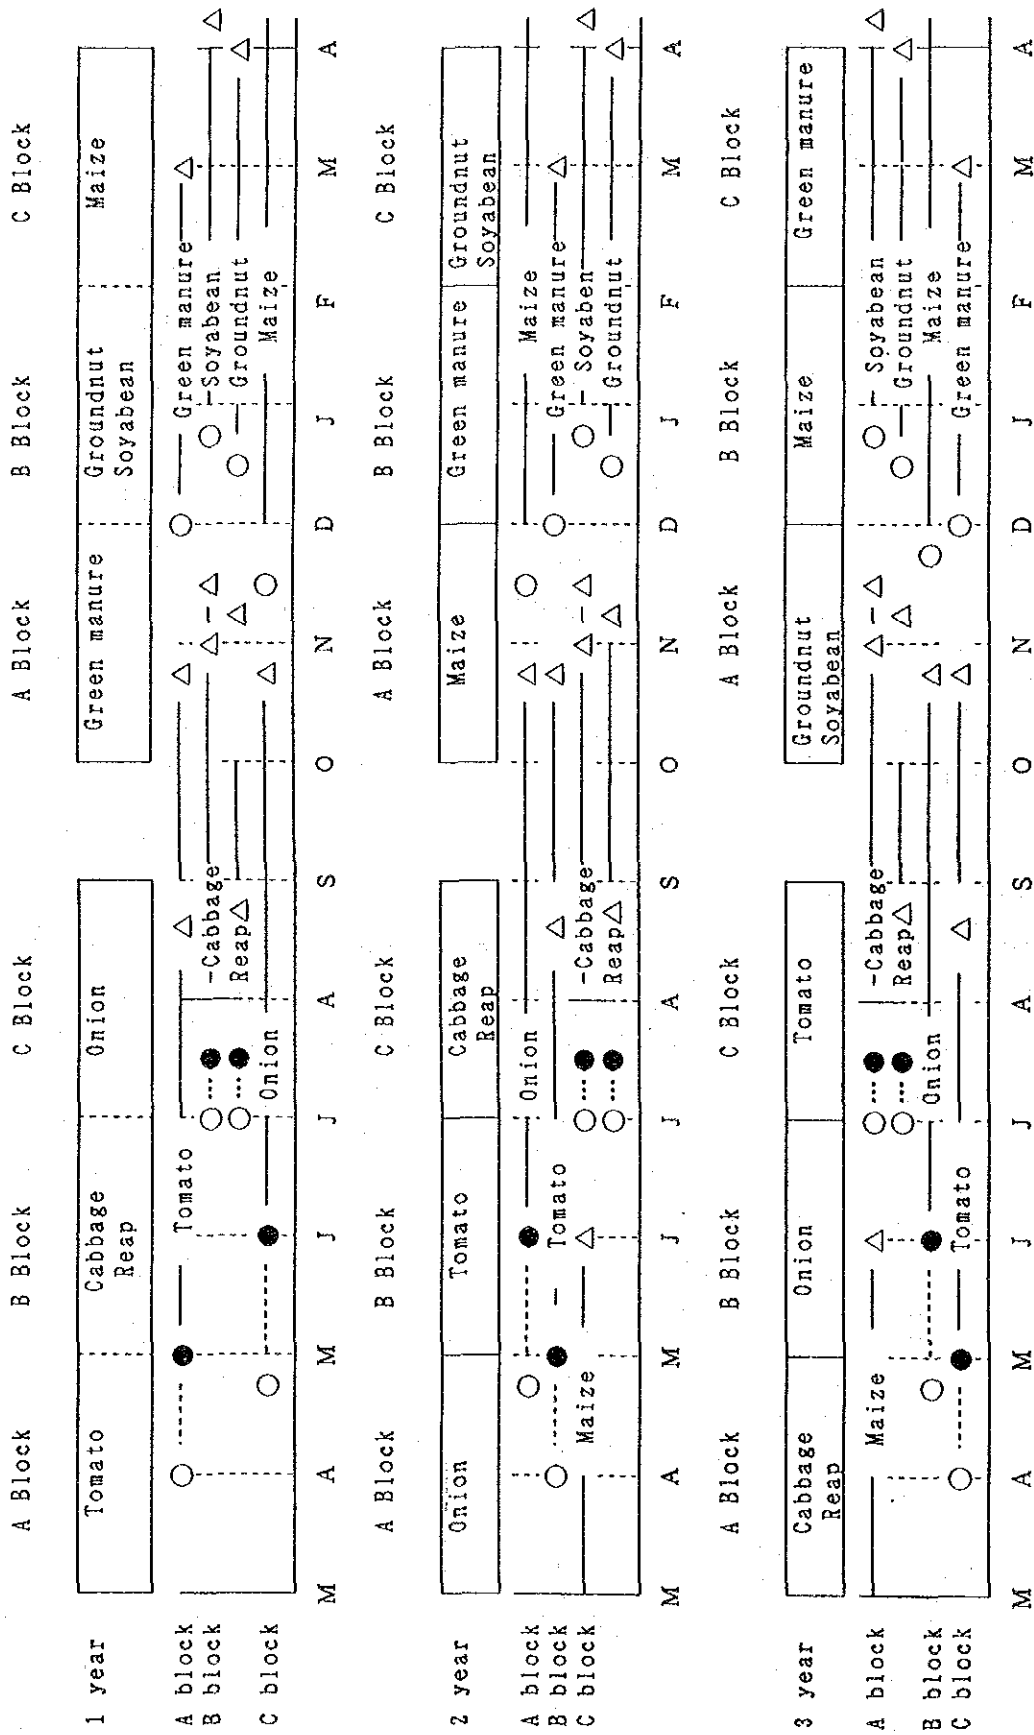 A Block B Block C Block A Block B Block C Block
1 year Tomato Cabbage Onion Green manure Groundnut Maize
Reap Soyabean
A block Tomato Green manure
B block -Cabbage -Soyabean
Reap Groundnut
C block Onion Maize
M A M J J A S O N D J F M A
A Block B Block C Block A Block B Block C Block
2 year Onion Tomato Cabbage Maize Green manure Groundnut
Reap Soyabean
A block Onion Maize
B block Tomato Green manure
C block Maize -Cabbage -Soyaben
Reap Groundnut
M A M J J A S O N D J F M A
A Block B Block C Block A Block B Block C Block
3 year Cabbage Onion Tomato Groundnut Maize Green manure
Reap Soyabean
A block Maize -Cabbage -Soyabean
Reap Groundnut
B block Onion Maize
C block Tomato Green manure
M A M J J A S O N D J F M A